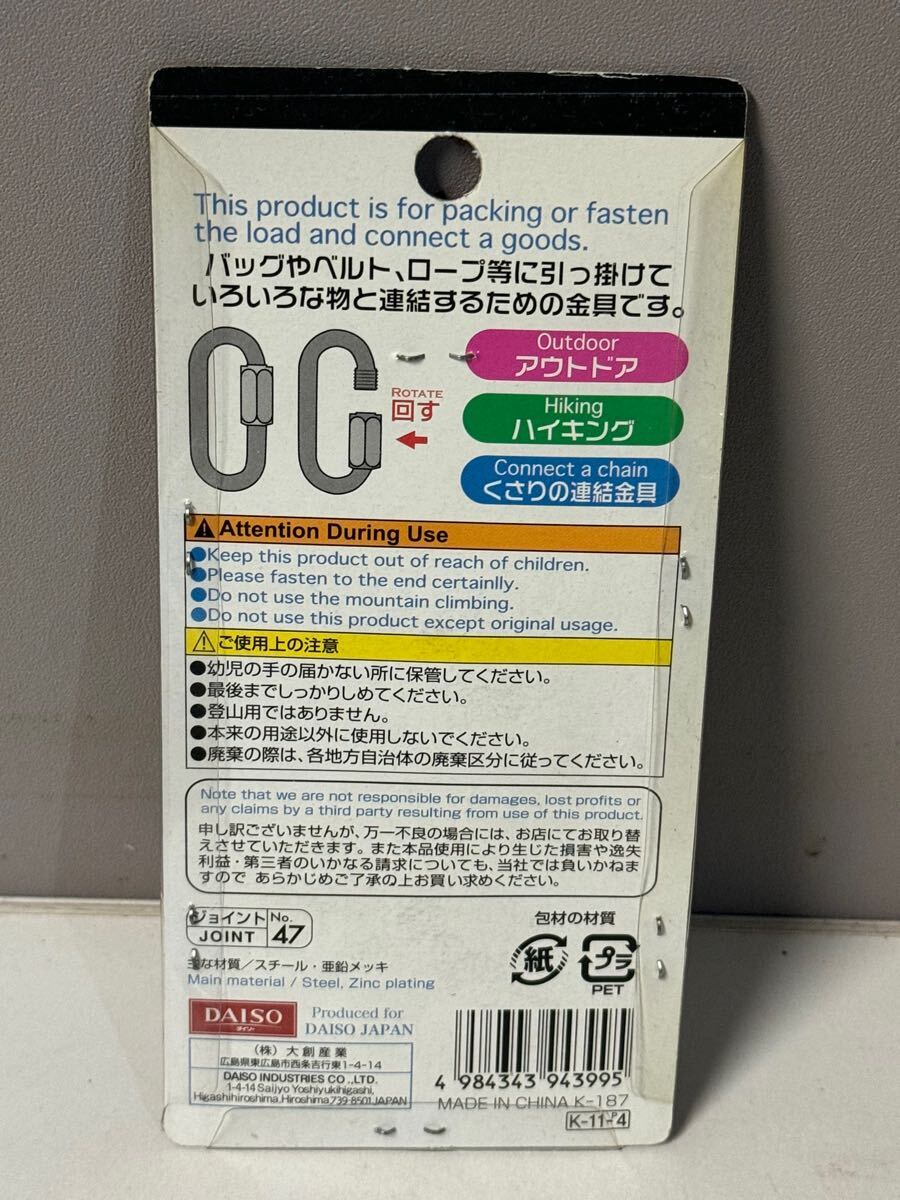 This product is for packing or fasten
the load and connect a goods.
バッグやベルト、ロープ等に引っ掛けて
いろいろな物と連結するための金具です。
ROTATE
回す
Outdoor
アウトドア
Hiking
ハイキング
Connect a chain
くさりの連結金具
Attention During Use
●Keep this product out of reach of children.
●Please fasten to the end certainlly.
●Do not use the mountain climbing.
●Do not use this product except original usage.
ご使用上の注意
●幼児の手の届かない所に保管してください。
●最後までしっかりしめてください。
●登山用ではありません。
●本来の用途以外に使用しないでください。
●廃棄の際は、各地方自治体の廃棄区分に従ってください。
Note that we are not responsible for damages, lost profits or
any claims by a third party resulting from use of this product.
申し訳ございませんが、万一不良の場合には、お店にてお取り替
えさせていただきます。また本品使用により生じた損害や逸失
利益・第三者のいかなる請求についても、当社では負いかねま
すので あらかじめご了承の上お買い求めください。
ジョイント No.
JOINT 47
主な材質／スチール・亜鉛メッキ
Main material / Steel, Zinc plating
包材の材質
紙 プラ
PET
DAISO
ダイソー
Produced for
DAISO JAPAN
（株）大創産業
広島県東広島市西条吉行東1-4-14
DAISO INDUSTRIES CO.,LTD.
1-4-14 Saijyo Yoshiyukihigashi,
Higashihiroshima,Hiroshima,739-8501,JAPAN
4 984343 943995
MADE IN CHINA K-187
K-11-P4